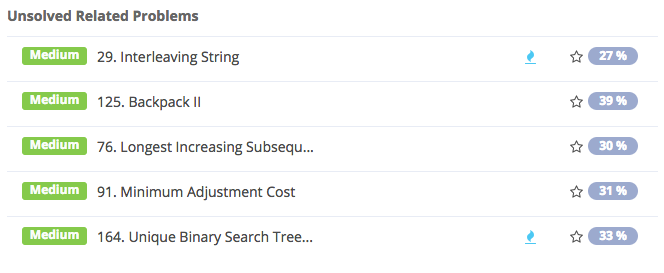 Unsolved Related Problems
Medium 29. Interleaving String 27 %
Medium 125. Backpack II 39 %
Medium 76. Longest Increasing Subsequ... 30 %
Medium 91. Minimum Adjustment Cost 31 %
Medium 164. Unique Binary Search Tree... 33 %